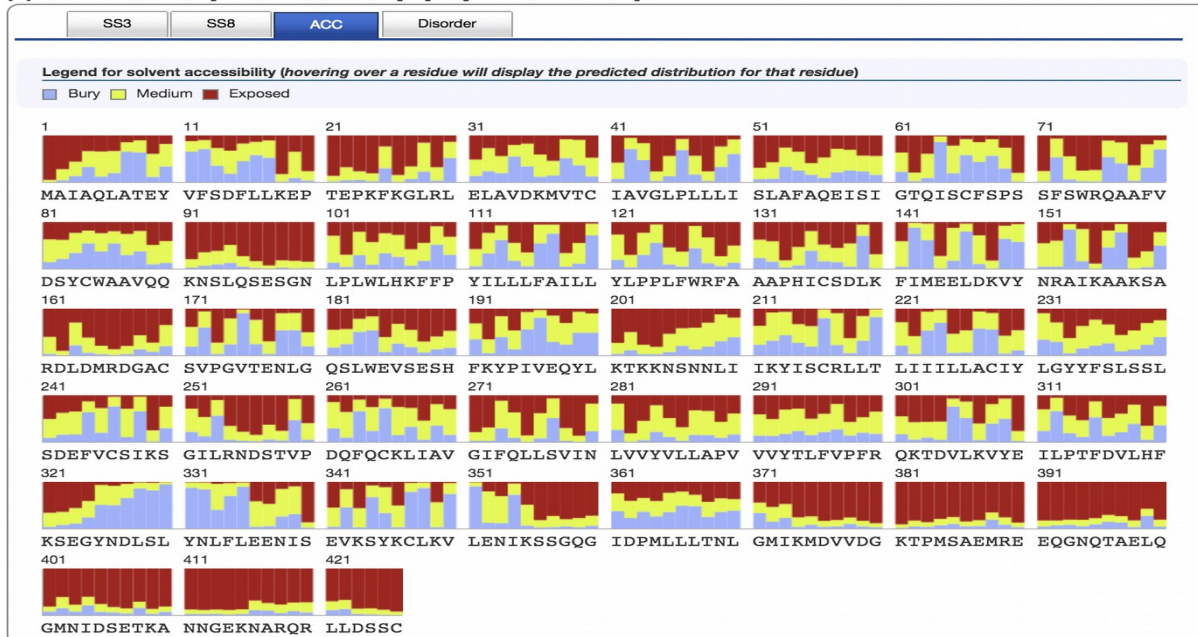 SS3 SS8 ACC Disorder
Legend for solvent accessibility (hovering over a residue will display the predicted distribution for that residue)
Bury Medium Exposed
1 11 21 31 41 51 61 71
MAIAQLATEY VFSDFLLKEP TEPKFKGLRL ELAVDKMVTC IAVGLPLLLI SLAFAQEISI GTQISCFSPS SFSWRQAAFV
81 91 101 111 121 131 141 151
DSYCWAAVQQ KNSLQSESGN LPLWLHKFFP YILLLFAILL YLPPLFWRFA AAPHICSDLK FIMEELDKVY NRAIKAAKSA
161 171 181 191 201 211 221 231
RDLDMRDGAC SVPGVTENLG QSLWEVSESH FKYPIVEQYL KTKKNSNNLI IKYISCRLLT LIIILLACIY LGYYFSLSSL
241 251 261 271 281 291 301 311
SDEFVCSIKS GILRNDSTVP DQFQCKLIAV GIFQLLSVIN LVVYVLLAPV VVYTLFVPFR QKTDVLKVYE ILPTFDVLHF
321 331 341 351 361 371 381 391
KSEGYNDLSL YNLFLEENIS EVKSYKCLKV LENIKSSGQG IDPMLLLTNL GMIKMDVVDG KTPMSAEMRE EQGNQTAELQ
401 411 421
GMNIDSETKA NNGEKNARQR LLDSSC